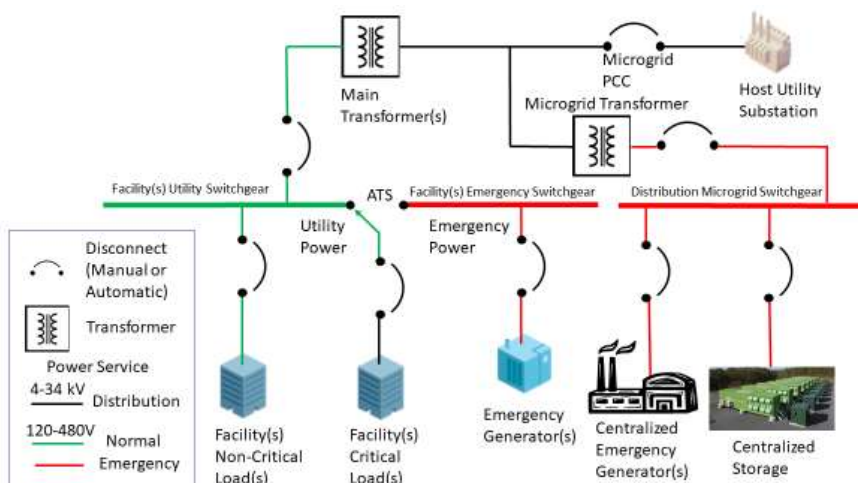 Microgrid
PCC
Host Utility
Substation
Main
Transformer(s)
Microgrid Transformer
Facility(s) Utility Switchgear
ATS
Facility(s) Emergency Switchgear
Distribution Microgrid Switchgear
Utility
Power
Emergency
Power
Disconnect
(Manual or
Automatic)
Transformer
Power Service
4-34 kV
Distribution
120-480V
Normal
Emergency
Facility(s)
Non-Critical
Load(s)
Facility(s)
Critical
Load(s)
Emergency
Generator(s)
Centralized
Emergency
Generator(s)
Centralized
Storage